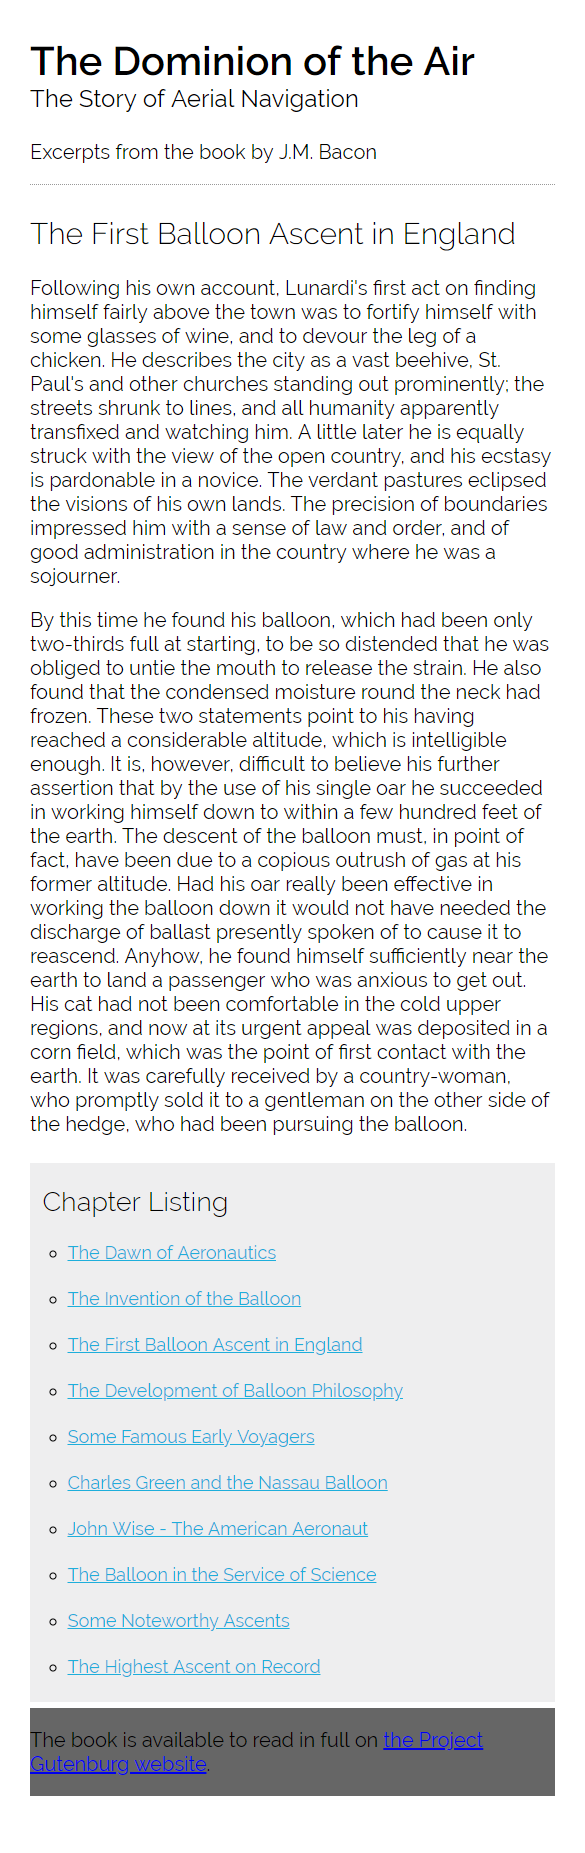 The Dominion of the Air
The Story of Aerial Navigation
Excerpts from the book by J.M. Bacon
The First Balloon Ascent in England
Following his own account, Lunardi's first act on finding
himself fairly above the town was to fortify himself with
some glasses of wine, and to devour the leg of a
chicken. He describes the city as a vast beehive, St.
Paul's and other churches standing out prominently; the
streets shrunk to lines, and all humanity apparently
transfixed and watching him. A little later he is equally
struck with the view of the open country, and his ecstasy
is pardonable in a novice. The verdant pastures eclipsed
the visions of his own lands. The precision of boundaries
impressed him with a sense of law and order, and of
good administration in the country where he was a
sojourner.
By this time he found his balloon, which had been only
two-thirds full at starting, to be so distended that he was
obliged to untie the mouth to release the strain. He also
found that the condensed moisture round the neck had
frozen. These two statements point to his having
reached a considerable altitude, which is intelligible
enough. It is, however, difficult to believe his further
assertion that by the use of his single oar he succeeded
in working himself down to within a few hundred feet of
the earth. The descent of the balloon must, in point of
fact, have been due to a copious outrush of gas at his
former altitude. Had his oar really been effective in
working the balloon down it would not have needed the
discharge of ballast presently spoken of to cause it to
reascend. Anyhow, he found himself sufficiently near the
earth to land a passenger who was anxious to get out.
His cat had not been comfortable in the cold upper
regions, and now at its urgent appeal was deposited in a
corn field, which was the point of first contact with the
earth. It was carefully received by a country-woman,
who promptly sold it to a gentleman on the other side of
the hedge, who had been pursuing the balloon.
Chapter Listing
The Dawn of Aeronautics
The Invention of the Balloon
The First Balloon Ascent in England
The Development of Balloon Philosophy
Some Famous Early Voyagers
Charles Green and the Nassau Balloon
John Wise - The American Aeronaut
The Balloon in the Service of Science
Some Noteworthy Ascents
The Highest Ascent on Record
The book is available to read in full on the Project
Gutenburg website.